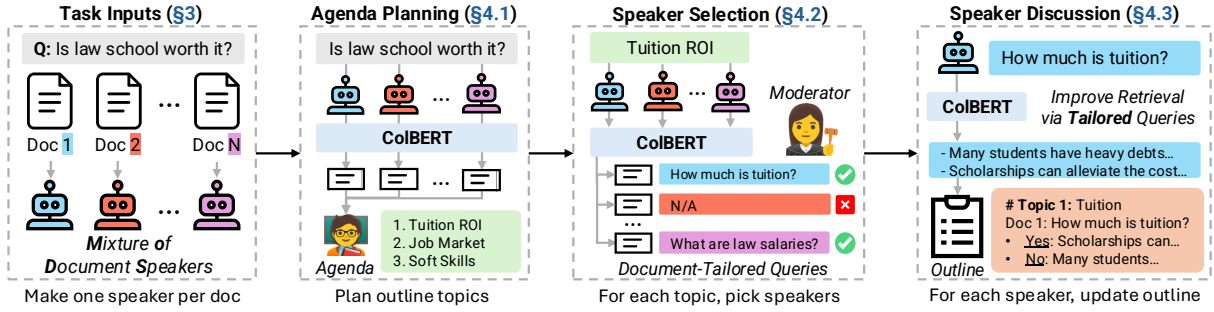 Task Inputs (§3)
Q: Is law school worth it?
...
Doc 1
Doc 2
Doc N
...
Mixture of
Document Speakers
Make one speaker per doc
Agenda Planning (§4.1)
Is law school worth it?
...
ColBERT
...
Agenda
1. Tuition ROI
2. Job Market
3. Soft Skills
Plan outline topics
Speaker Selection (§4.2)
Tuition ROI
...
Moderator
ColBERT
How much is tuition?
N/A
...
What are law salaries?
Document-Tailored Queries
For each topic, pick speakers
Speaker Discussion (§4.3)
How much is tuition?
ColBERT
Improve Retrieval
via Tailored Queries
- Many students have heavy debts...
- Scholarships can alleviate the cost...
Outline
# Topic 1: Tuition
Doc 1: How much is tuition?
• Yes: Scholarships can...
• No: Many students...
For each speaker, update outline